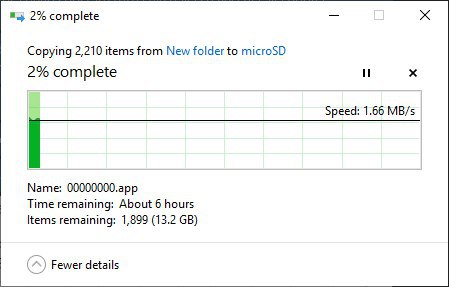 2% complete
Copying 2,210 items from New folder to microSD
2% complete
Speed: 1.66 MB/s
Name: 00000000.app
Time remaining: About 6 hours
Items remaining: 1,899 (13.2 GB)
Fewer details